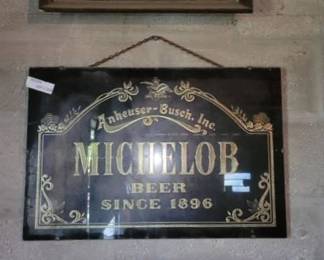 Anheuser-Busch, Inc.
MICHELOB
BEER
SINCE 1896